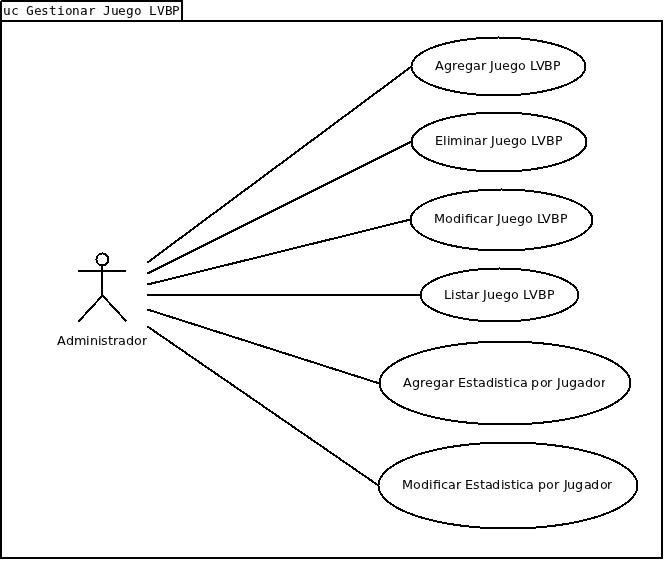 uc Gestionar Juego LVBP
Agregar Juego LVBP
Eliminar Juego LVBP
Modificar Juego LVBP
Listar Juego LVBP
Administrador
Agregar Estadistica por Jugador
Modificar Estadistica por Jugador